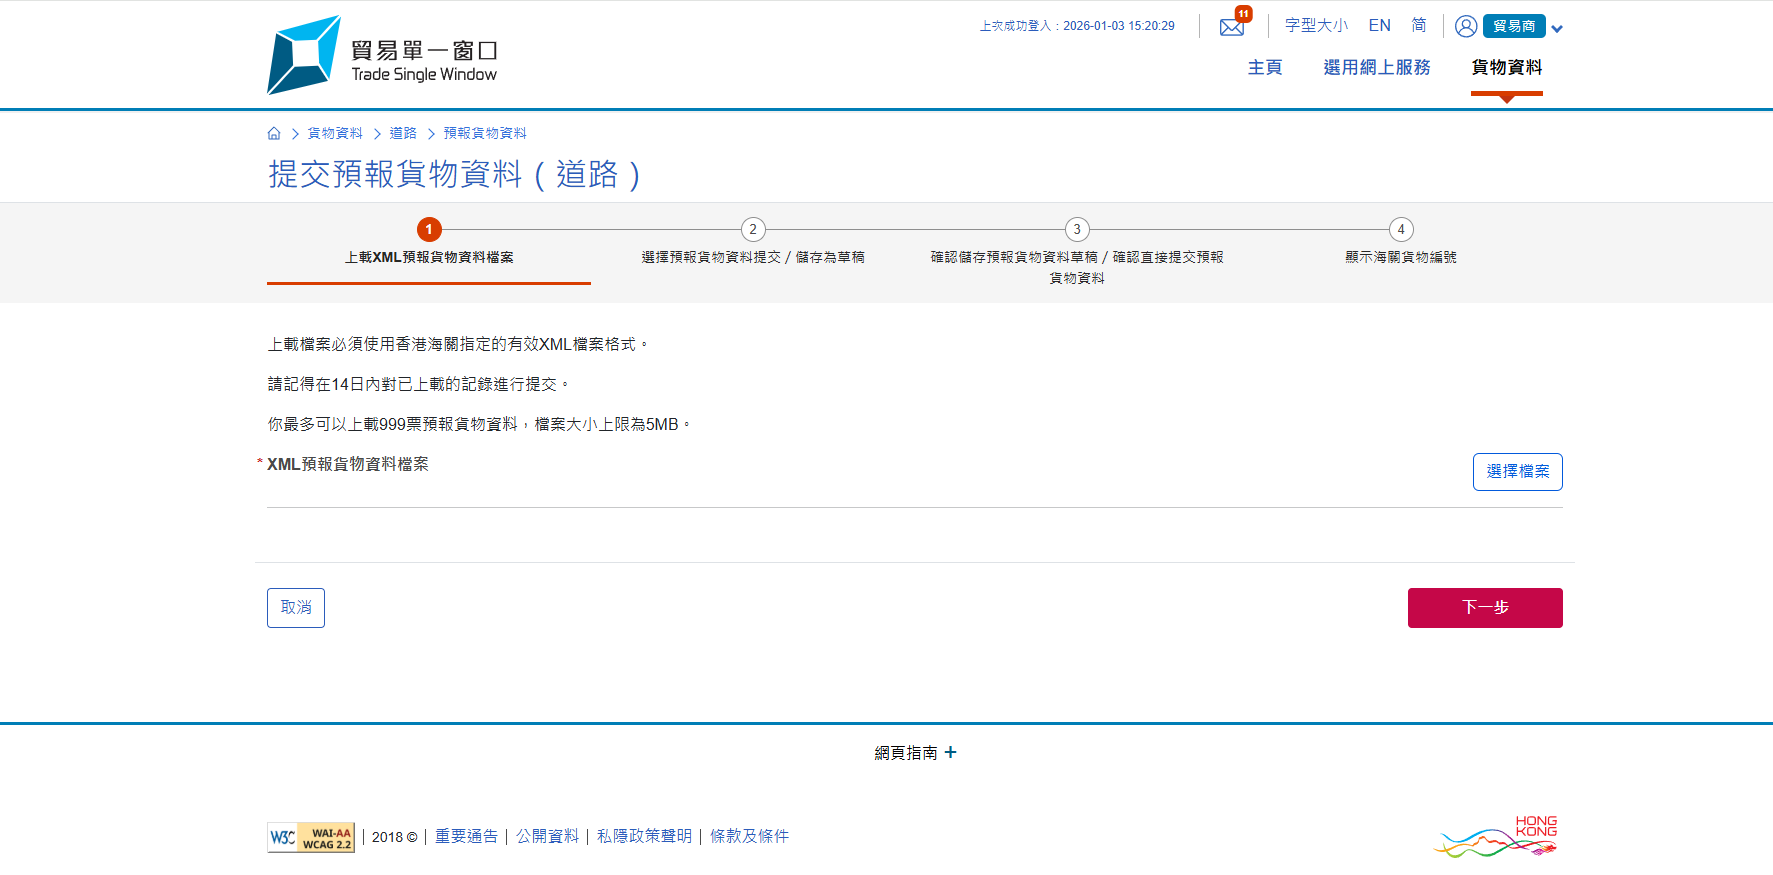 貿易單一窗口
Trade Single Window
上次成功登入 : 2026-01-03 15:20:29
11
字型大小
EN
简
貿易商
主頁
選用網上服務
貨物資料
貨物資料
道路
預報貨物資料
提交預報貨物資料 ( 道路 )
1
上載XML預報貨物資料檔案
2
選擇預報貨物資料提交 / 儲存為草稿
3
確認儲存預報貨物資料草稿 / 確認直接提交預報
貨物資料
4
顯示海關貨物編號
上載檔案必須使用香港海關指定的有效XML檔案格式。
請記得在14日內對已上載的記錄進行提交。
你最多可以上載999票預報貨物資料，檔案大小上限為5MB。
* XML預報貨物資料檔案
選擇檔案
取消
下一步
網頁指南 +
W3C WAI-AA
WCAG 2.2
2018 © | 重要通告 | 公開資料 | 私隱政策聲明 | 條款及條件
HONG
KONG